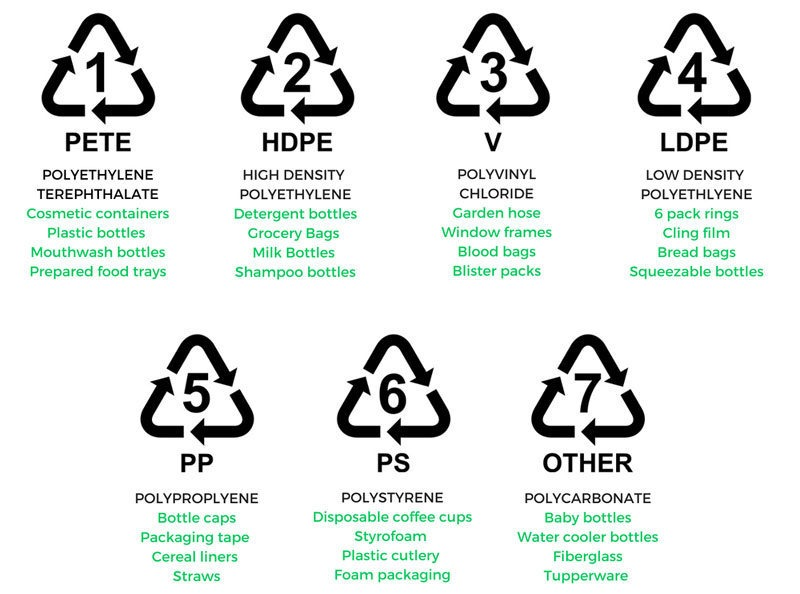 1
PETE
POLYETHYLENE
TEREPHTHALATE
Cosmetic containers
Plastic bottles
Mouthwash bottles
Prepared food trays
2
HDPE
HIGH DENSITY
POLYETHYLENE
Detergent bottles
Grocery Bags
Milk Bottles
Shampoo bottles
3
V
POLYVINYL
CHLORIDE
Garden hose
Window frames
Blood bags
Blister packs
4
LDPE
LOW DENSITY
POLYETHLYENE
6 pack rings
Cling film
Bread bags
Squeezable bottles
5
PP
POLYPROPLYENE
Bottle caps
Packaging tape
Cereal liners
Straws
6
PS
POLYSTYRENE
Disposable coffee cups
Styrofoam
Plastic cutlery
Foam packaging
7
OTHER
POLYCARBONATE
Baby bottles
Water cooler bottles
Fiberglass
Tupperware